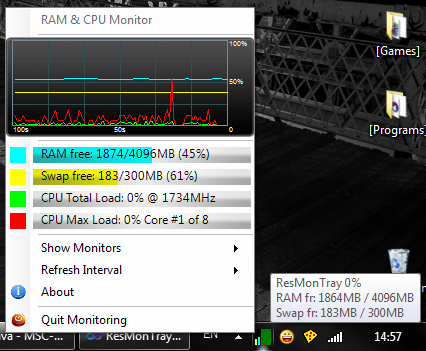 RAM & CPU Monitor
100%
50%
100s
50s
0
RAM free: 1874/4096MB (45%)
Swap free: 183/300MB (61%)
CPU Total Load: 0% @ 1734MHz
CPU Max Load: 0% Core #1 of 8
Show Monitors
Refresh Interval
About
Quit Monitoring
[Games]
[Programs]
ResMonTray 0%
RAM fr: 1864MB / 4096MB
Swap fr: 183MB / 300MB
va - MSC-...
ResMonTray...
EN
14:57